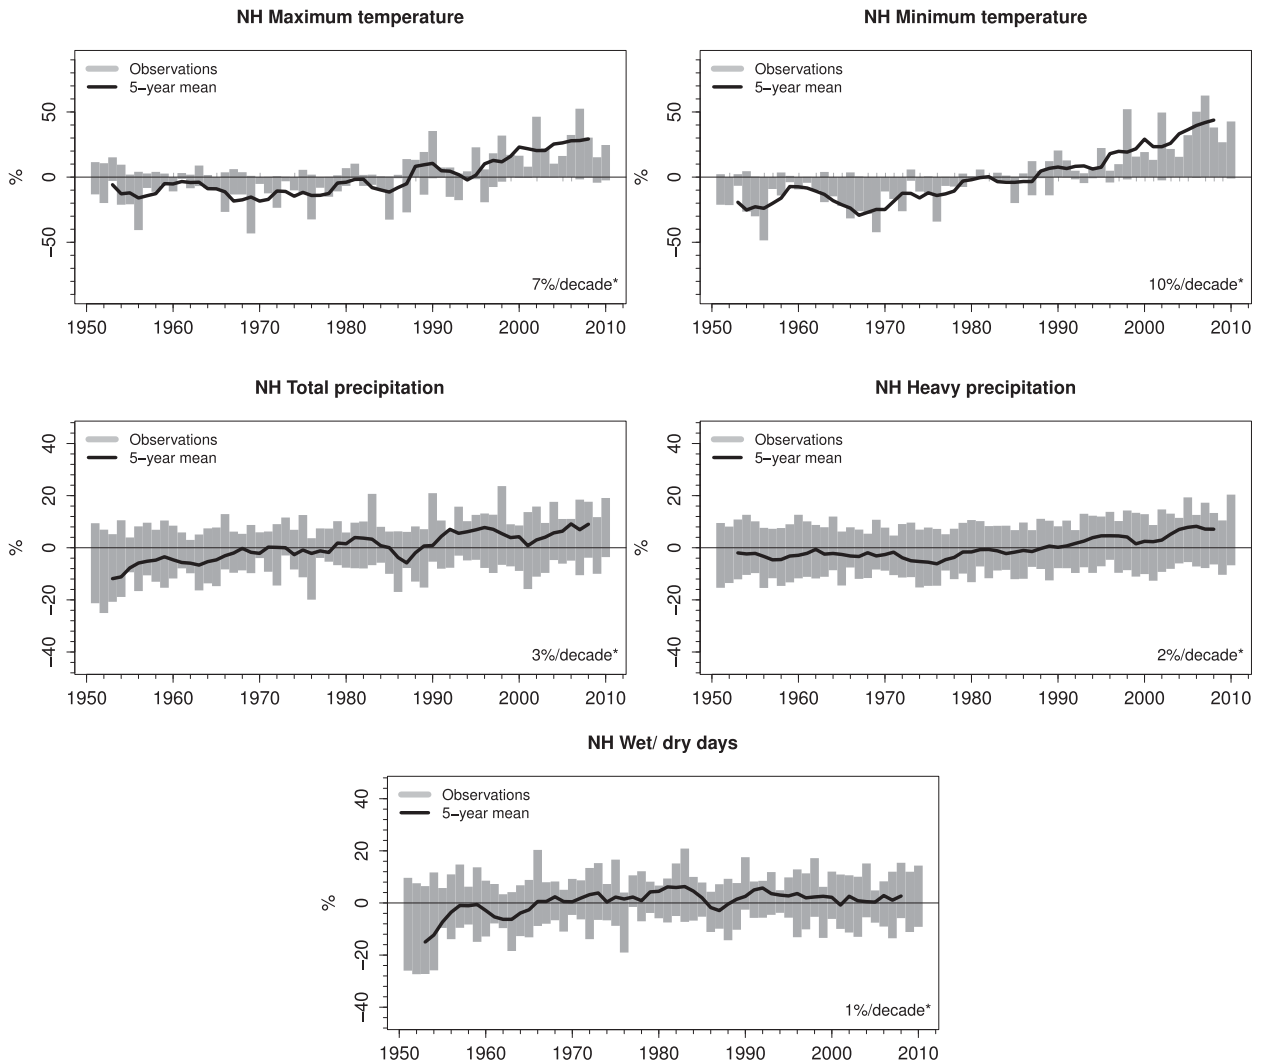 NH Maximum temperature
Observations
5−year mean
50
0
−50
%
7%/decade*
1950 1960 1970 1980 1990 2000 2010
NH Minimum temperature
Observations
5−year mean
50
0
−50
%
10%/decade*
1950 1960 1970 1980 1990 2000 2010
NH Total precipitation
Observations
5−year mean
40
20
0
−20
−40
%
3%/decade*
1950 1960 1970 1980 1990 2000 2010
NH Heavy precipitation
Observations
5−year mean
40
20
0
−20
−40
%
2%/decade*
1950 1960 1970 1980 1990 2000 2010
NH Wet/ dry days
Observations
5−year mean
40
20
0
−20
−40
%
1%/decade*
1950 1960 1970 1980 1990 2000 2010